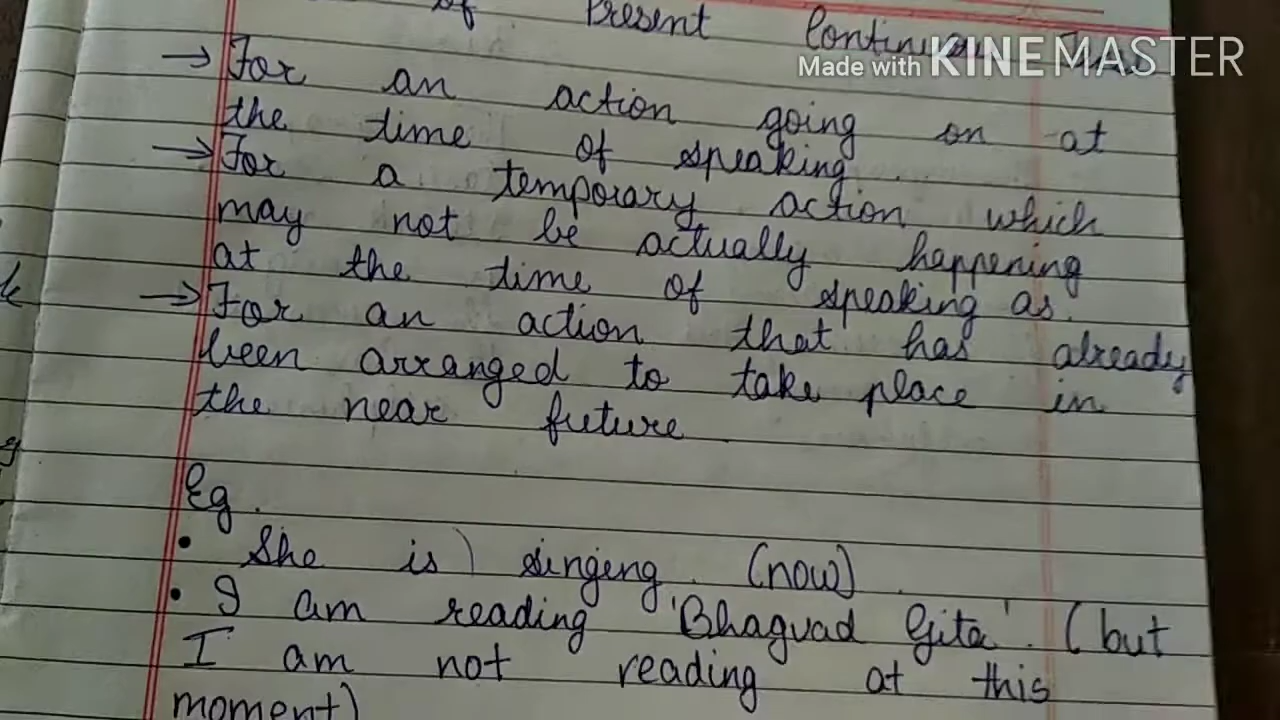 of Present Continuous Tense
Made with KINEMASTER
→ For an action going on at
the time of speaking.
→ For a temporary action which
may not be actually happening
at the time of speaking as.
→ For an action that has already
been arranged to take place in
the near future.
Eg.
• She is) singing. (now)
• I am reading 'Bhagvad Gita'. (but
I am not reading at this
moment)